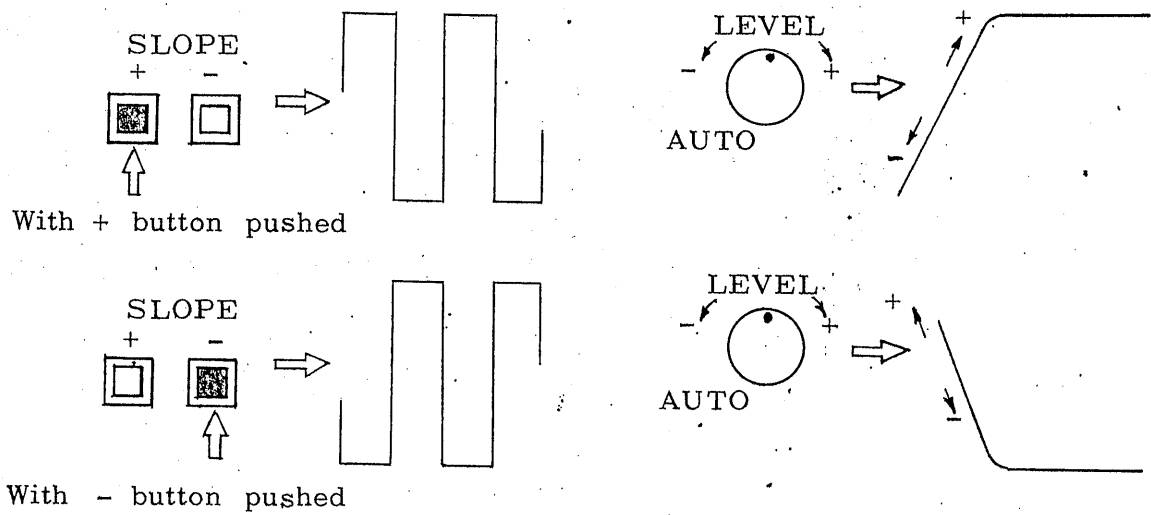 SLOPE
+ −
With + button pushed
LEVEL
− +
AUTO
+
−
SLOPE
+ −
With − button pushed
LEVEL
− +
AUTO
+
−